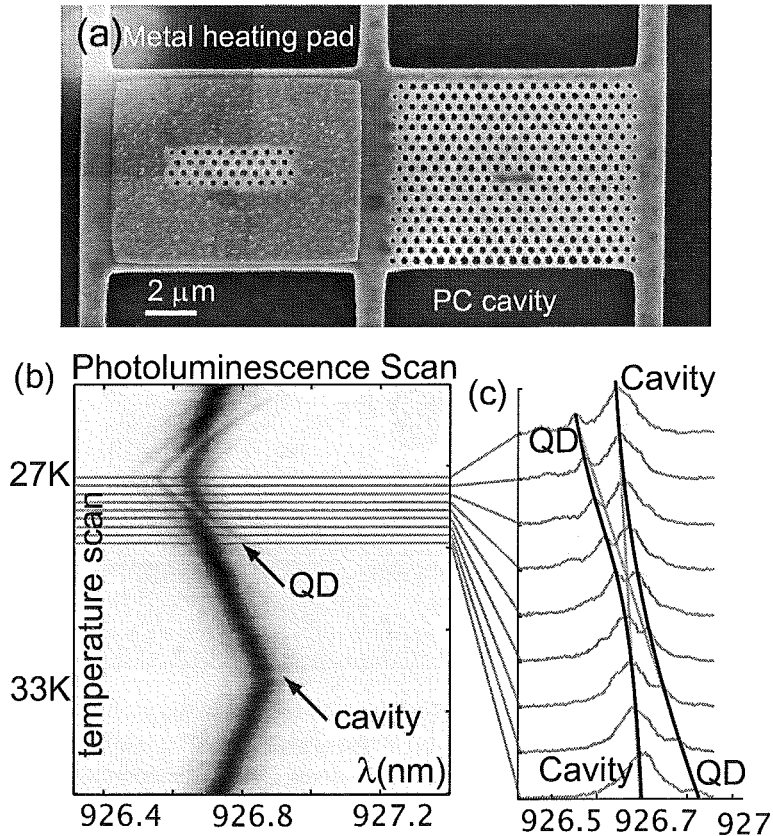 (a) Metal heating pad
2 μm
PC cavity
(b) Photoluminescence Scan
(c)
Cavity
QD
27K
temperature scan
QD
33K
cavity
λ(nm)
Cavity
QD
926.4 926.8 927.2
926.5 926.7 927